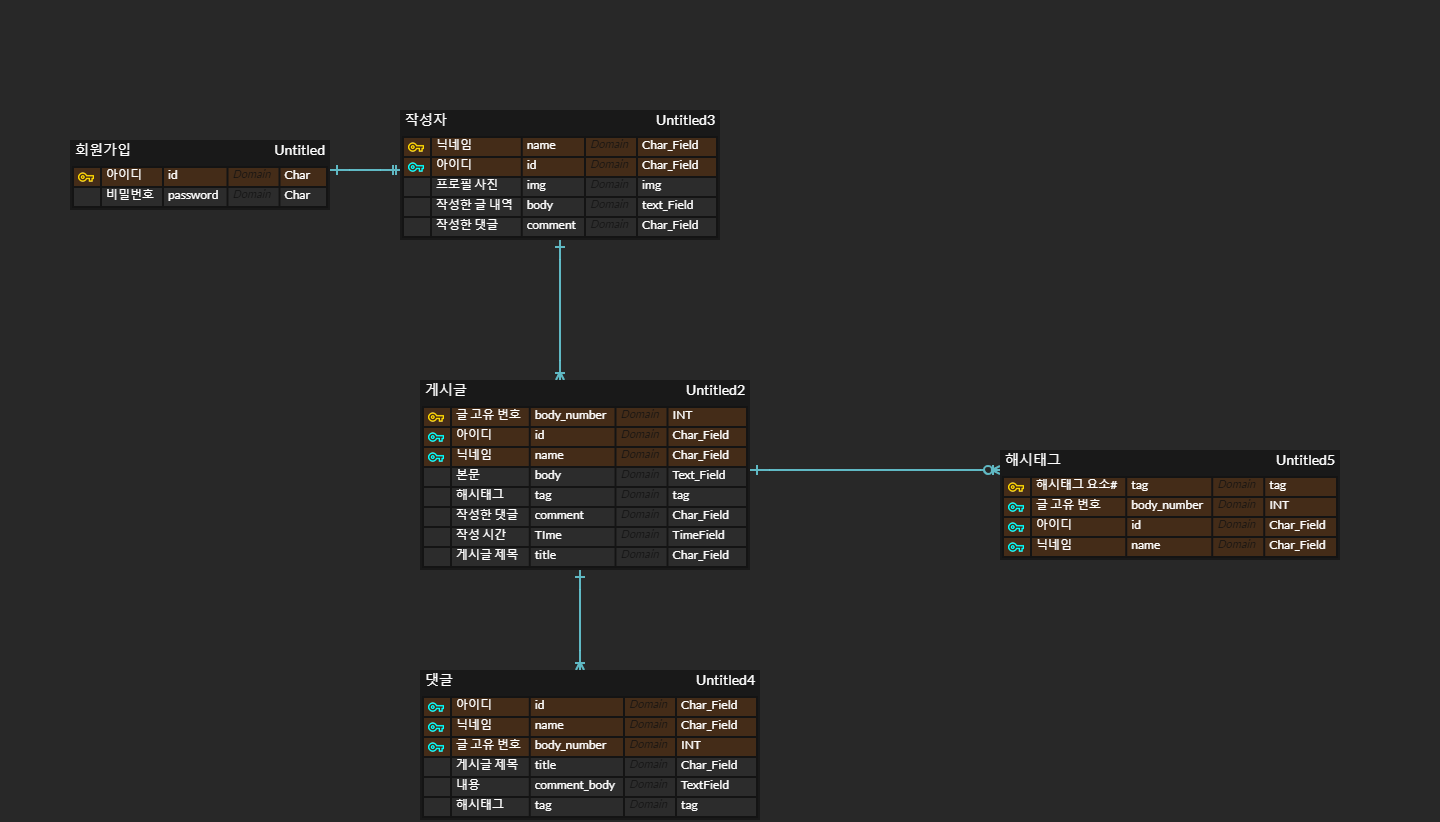 회원가입 Untitled
아이디 id Domain Char
비밀번호 password Domain Char
작성자 Untitled3
닉네임 name Domain Char_Field
아이디 id Domain Char_Field
프로필 사진 img Domain img
작성한 글 내역 body Domain text_Field
작성한 댓글 comment Domain Char_Field
게시글 Untitled2
글 고유 번호 body_number Domain INT
아이디 id Domain Char_Field
닉네임 name Domain Char_Field
본문 body Domain Text_Field
해시태그 tag Domain tag
작성한 댓글 comment Domain Char_Field
작성 시간 TIme Domain TimeField
게시글 제목 title Domain Char_Field
해시태그 Untitled5
해시태그 요소# tag Domain tag
글 고유 번호 body_number Domain INT
아이디 id Domain Char_Field
닉네임 name Domain Char_Field
댓글 Untitled4
아이디 id Domain Char_Field
닉네임 name Domain Char_Field
글 고유 번호 body_number Domain INT
게시글 제목 title Domain Char_Field
내용 comment_body Domain TextField
해시태그 tag Domain tag